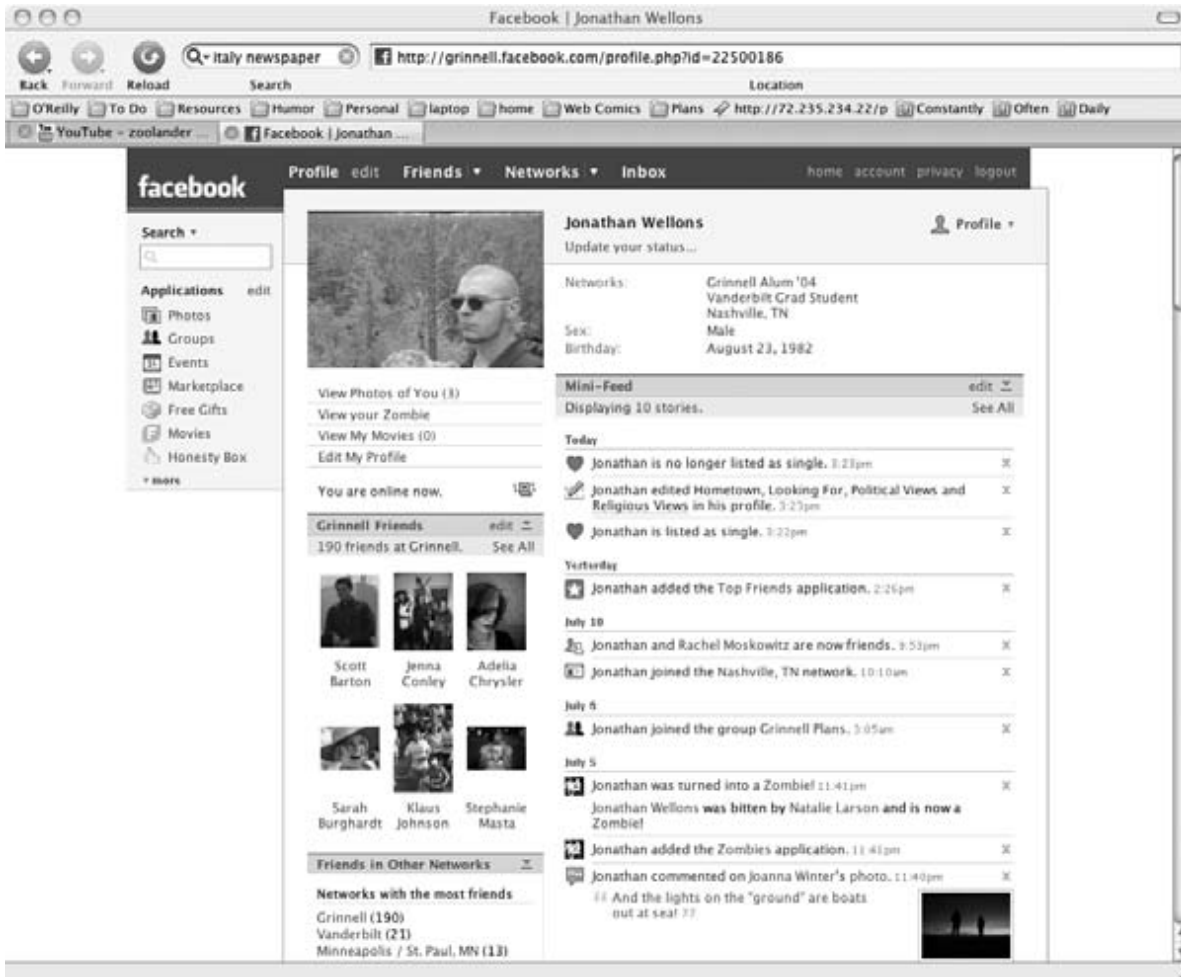 Facebook | Jonathan Wellons
italy newspaper
http://grinnell.facebook.com/profile.php?id=22500186
Back Forward Reload Search Location
O'Reilly To Do Resources Humor Personal laptop home Web Comics Plans http://72.235.234.22/p Constantly Often Daily
YouTube - zoolander ... Facebook | Jonathan ...
facebook
Profile edit Friends Networks Inbox home account privacy logout
Search
Applications edit
Photos
Groups
Events
Marketplace
Free Gifts
Movies
Honesty Box
more
View Photos of You (3)
View your Zombie
View My Movies (0)
Edit My Profile
You are online now.
Grinnell Friends edit
190 friends at Grinnell. See All
Scott Barton
Jenna Conley
Adelia Chrysler
Sarah Burghardt
Klaus Johnson
Stephanie Masta
Friends in Other Networks
Networks with the most friends
Grinnell (190)
Vanderbilt (21)
Minneapolis / St. Paul, MN (13)
Jonathan Wellons Profile
Update your status...
Networks: Grinnell Alum '04
Vanderbilt Grad Student
Nashville, TN
Sex: Male
Birthday: August 23, 1982
Mini-Feed edit
Displaying 10 stories. See All
Today
Jonathan is no longer listed as single. 3:23pm
Jonathan edited Hometown, Looking For, Political Views and
Religious Views in his profile. 3:23pm
Jonathan is listed as single. 3:22pm
Yesterday
Jonathan added the Top Friends application. 2:26pm
July 10
Jonathan and Rachel Moskowitz are now friends. 9:53pm
Jonathan joined the Nashville, TN network. 10:10am
July 6
Jonathan joined the group Grinnell Plans. 3:05am
July 5
Jonathan was turned into a Zombie! 11:41pm
Jonathan Wellons was bitten by Natalie Larson and is now a
Zombie!
Jonathan added the Zombies application. 11:41pm
Jonathan commented on Joanna Winter's photo. 11:40pm
And the lights on the "ground" are boats
out at sea!